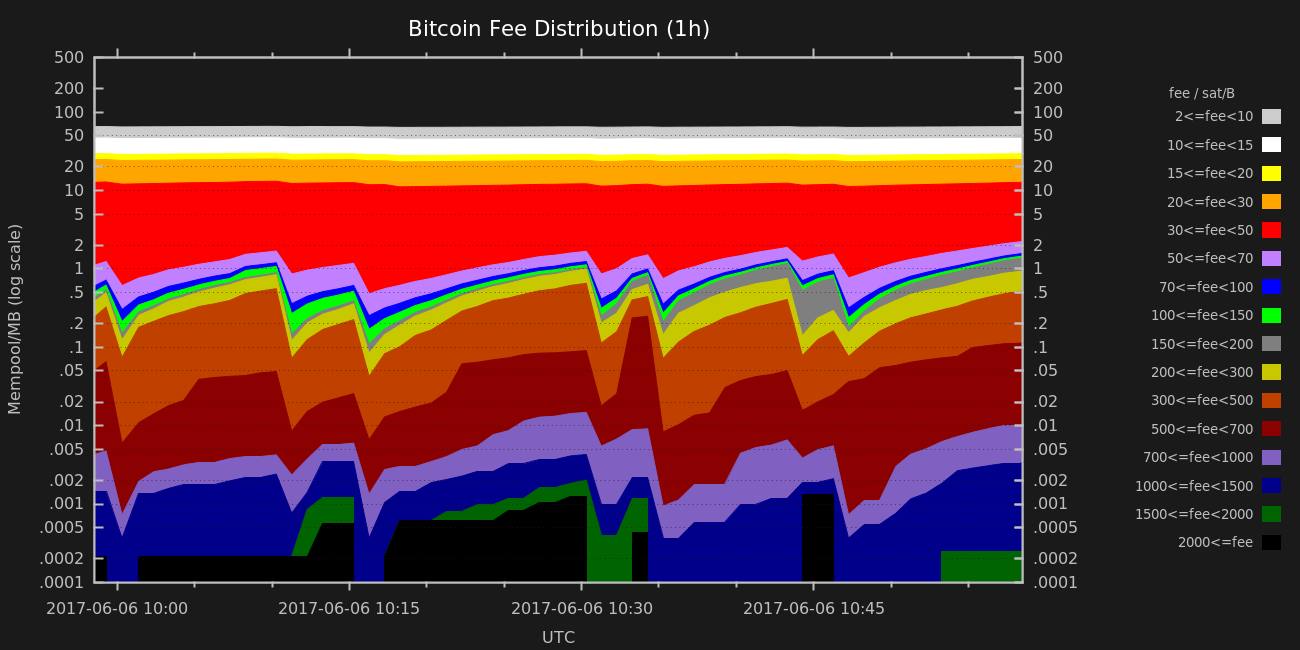 Bitcoin Fee Distribution (1h)
Mempool/MB (log scale)
500
200
100
50
20
10
5
2
1
.5
.2
.1
.05
.02
.01
.005
.002
.001
.0005
.0002
.0001
500
200
100
50
20
10
5
2
1
.5
.2
.1
.05
.02
.01
.005
.002
.001
.0005
.0002
.0001
2017-06-06 10:00
2017-06-06 10:15
2017-06-06 10:30
2017-06-06 10:45
UTC
fee / sat/B
2<=fee<10
10<=fee<15
15<=fee<20
20<=fee<30
30<=fee<50
50<=fee<70
70<=fee<100
100<=fee<150
150<=fee<200
200<=fee<300
300<=fee<500
500<=fee<700
700<=fee<1000
1000<=fee<1500
1500<=fee<2000
2000<=fee